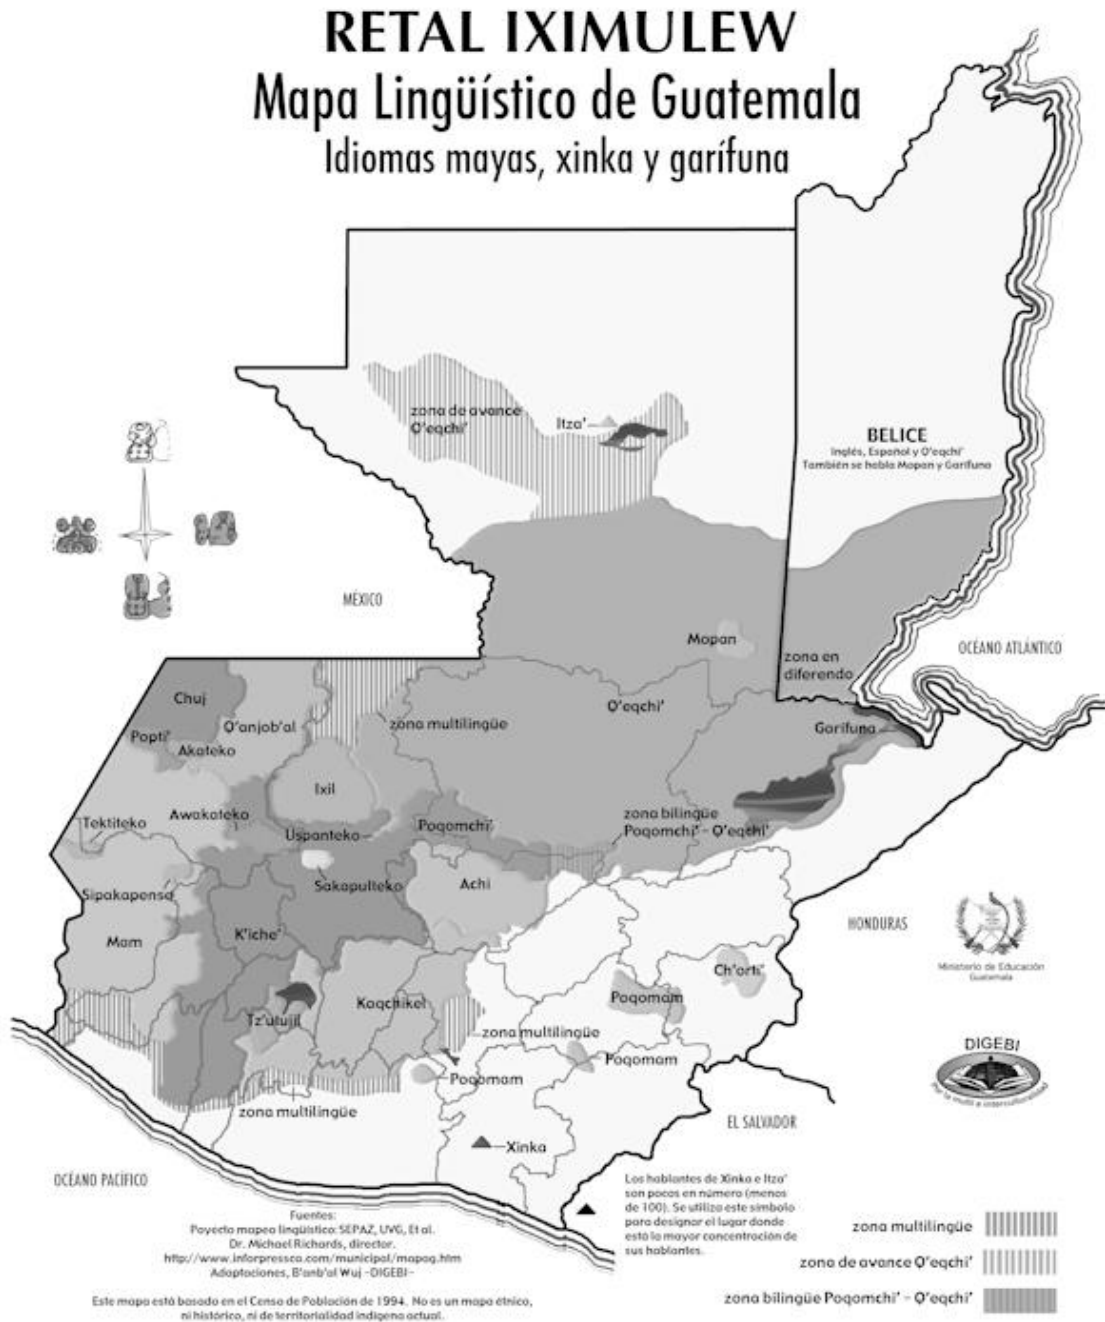 RETAL IXIMULEW
Mapa Lingüístico de Guatemala
Idiomas mayas, xinka y garífuna
zona de avance
Q'eqchi'
Itza'
BELICE
Inglés, Español y Q'eqchi'
También se habla Mopan y Garífuna
MÉXICO
Mopan
zona en
diferendo
OCÉANO ATLÁNTICO
Chuj
Q'anjob'al
zona multilingüe
Q'eqchi'
Popti'
Akateko
Garífuna
Ixil
Awakateko
Tektiteko
Uspanteko
Poqomchi'
zona bilingüe
Poqomchi' - Q'eqchi'
Sipakapensa
Sakapulteko
Achi
Mam
K'iche'
HONDURAS
Ministerio de Educación
Guatemala
Ch'orti'
Poqomam
Kaqchikel
Tz'utujil
zona multilingüe
Poqomam
Poqomam
DIGEBI
Por la multi e interculturalidad
zona multilingüe
EL SALVADOR
Xinka
OCÉANO PACÍFICO
Los hablantes de Xinka e Itza'
son pocos en número (menos
de 100). Se utiliza este símbolo
para designar el lugar donde
está la mayor concentración de
sus hablantes.
Fuentes:
Poyecto mapeo lingüístico: SEPAZ, UVG, Et al.
Dr. Michael Richards, director.
http://www.inforpressca.com/municipal/mapag.htm
Adaptaciones, B'anb'al Wuj -DIGEBI-
Este mapa está basado en el Censo de Población de 1994. No es un mapa étnico,
ni histórico, ni de territorialidad indígena actual.
zona multilingüe
zona de avance Q'eqchi'
zona bilingüe Poqomchi' - Q'eqchi'